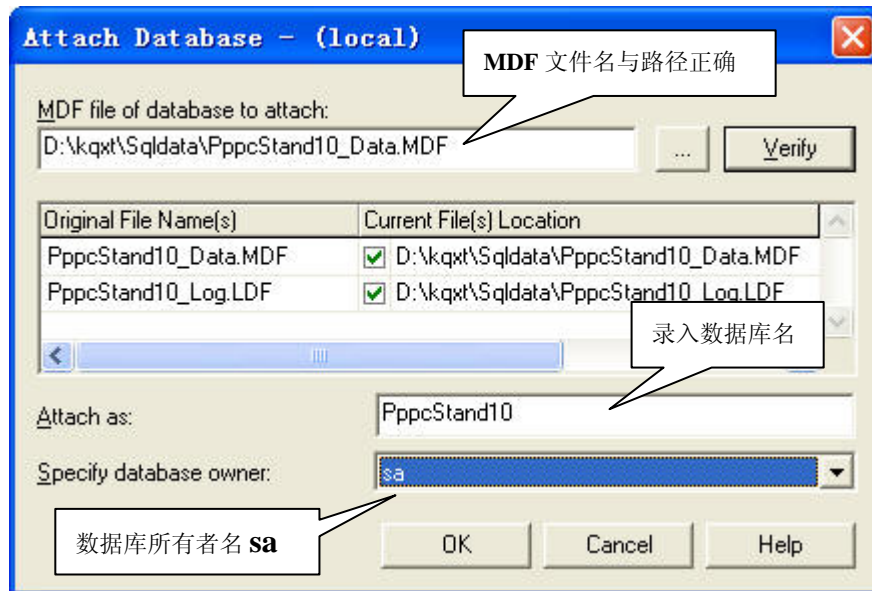 Attach Database - (local)
MDF 文件名与路径正确
MDF file of database to attach:
D:\kqxt\Sqldata\PppcStand10_Data.MDF
...
Verify
Original File Name(s) Current File(s) Location
PppcStand10_Data.MDF D:\kqxt\Sqldata\PppcStand10_Data.MDF
PppcStand10_Log.LDF D:\kqxt\Sqldata\PppcStand10_Log.LDF
录入数据库名
Attach as:
PppcStand10
Specify database owner:
sa
数据库所有者名 sa
OK
Cancel
Help